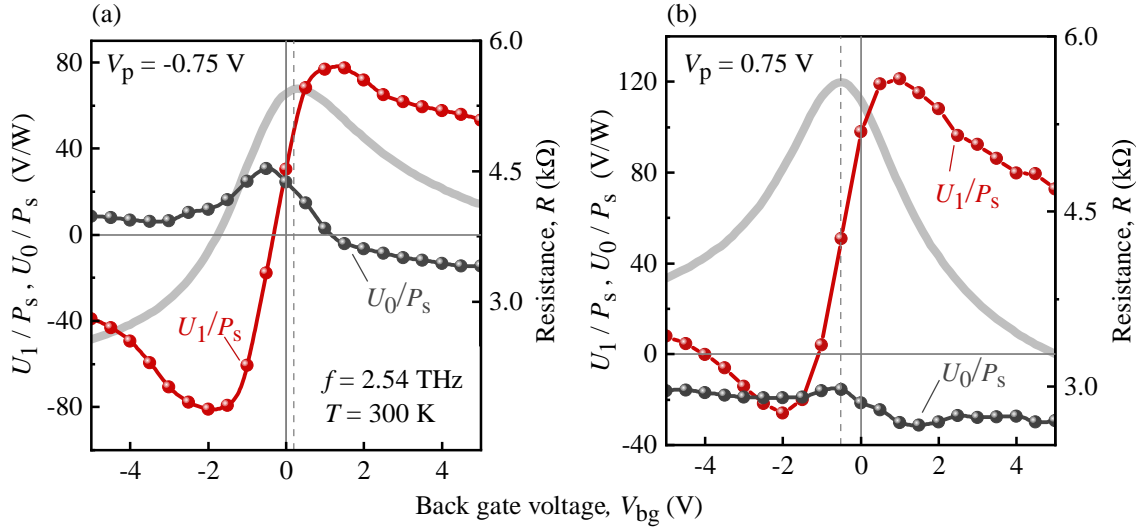 (a)
(b)
V_p = -0.75 V
V_p = 0.75 V
U_1 / P_s , U_0 / P_s (V/W)
80
40
0
-40
-80
6.0
4.5
3.0
Resistance, R (kΩ)
U_1/P_s
U_0/P_s
f = 2.54 THz
T = 300 K
-4
-2
0
2
4
U_1 / P_s , U_0 / P_s (V/W)
120
80
40
0
-40
6.0
4.5
3.0
Resistance, R (kΩ)
U_1/P_s
U_0/P_s
-4
-2
0
2
4
Back gate voltage, V_bg (V)